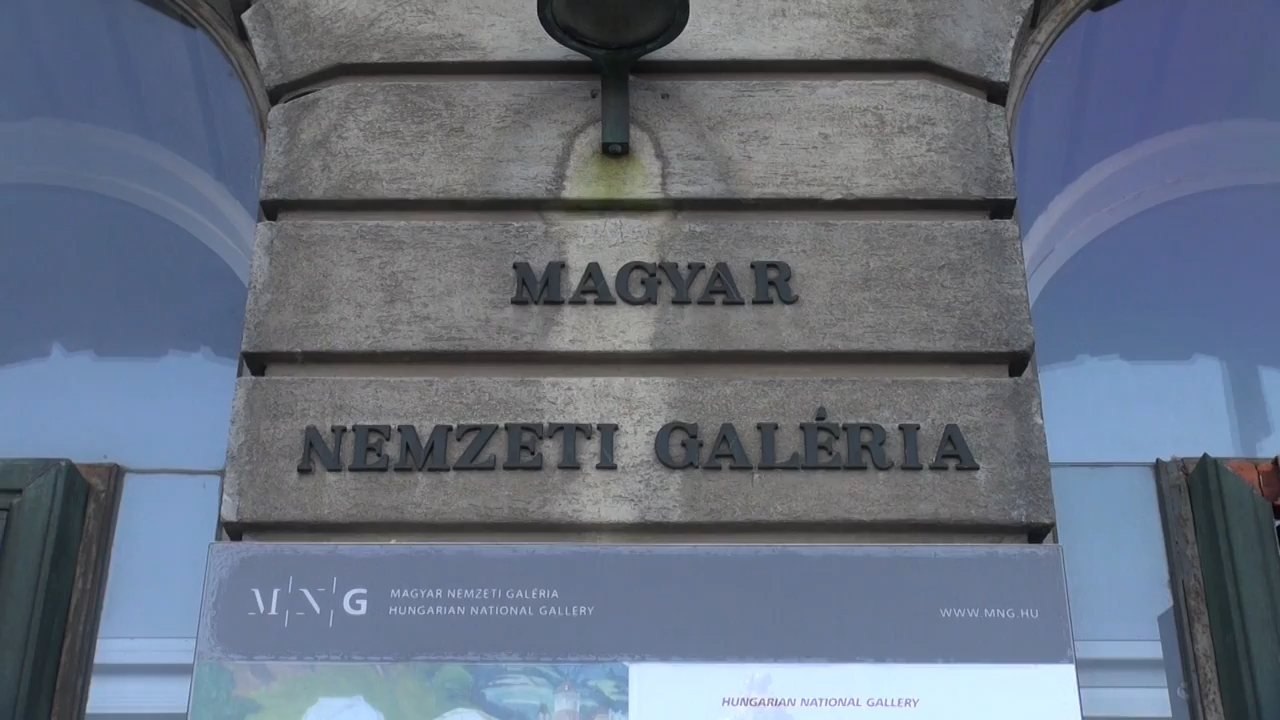 MAGYAR
NEMZETI GALÉRIA
M|N|G
MAGYAR NEMZETI GALÉRIA
HUNGARIAN NATIONAL GALLERY
WWW.MNG.HU
HUNGARIAN NATIONAL GALLERY